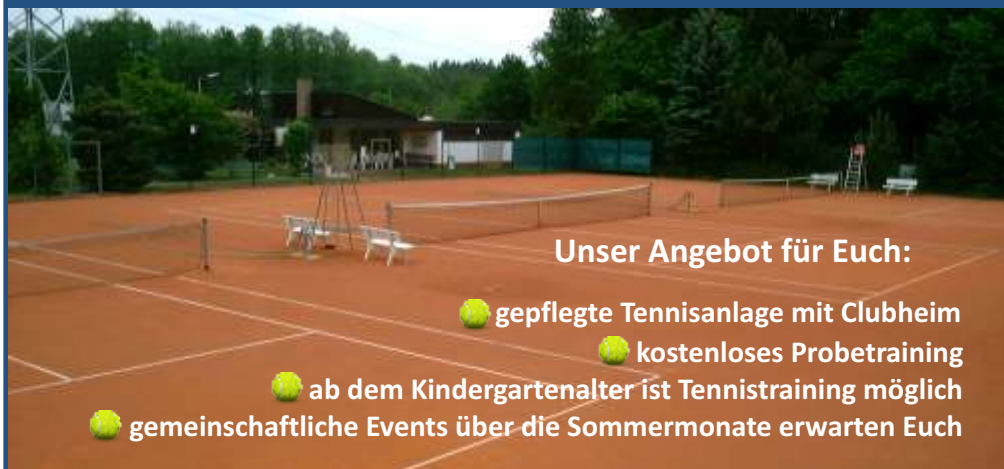 Unser Angebot für Euch:
gepflegte Tennisanlage mit Clubheim
kostenloses Probetraining
ab dem Kindergartenalter ist Tennistraining möglich
gemeinschaftliche Events über die Sommermonate erwarten Euch